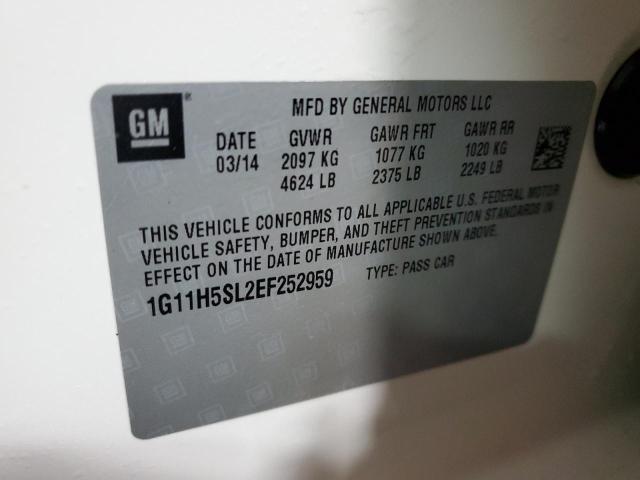 GM®
MFD BY GENERAL MOTORS LLC
DATE GVWR GAWR FRT GAWR RR
03/14 2097 KG 1077 KG 1020 KG
4624 LB 2375 LB 2249 LB
THIS VEHICLE CONFORMS TO ALL APPLICABLE U.S. FEDERAL MOTOR
VEHICLE SAFETY, BUMPER, AND THEFT PREVENTION STANDARDS IN
EFFECT ON THE DATE OF MANUFACTURE SHOWN ABOVE.
1G11H5SL2EF252959 TYPE: PASS CAR